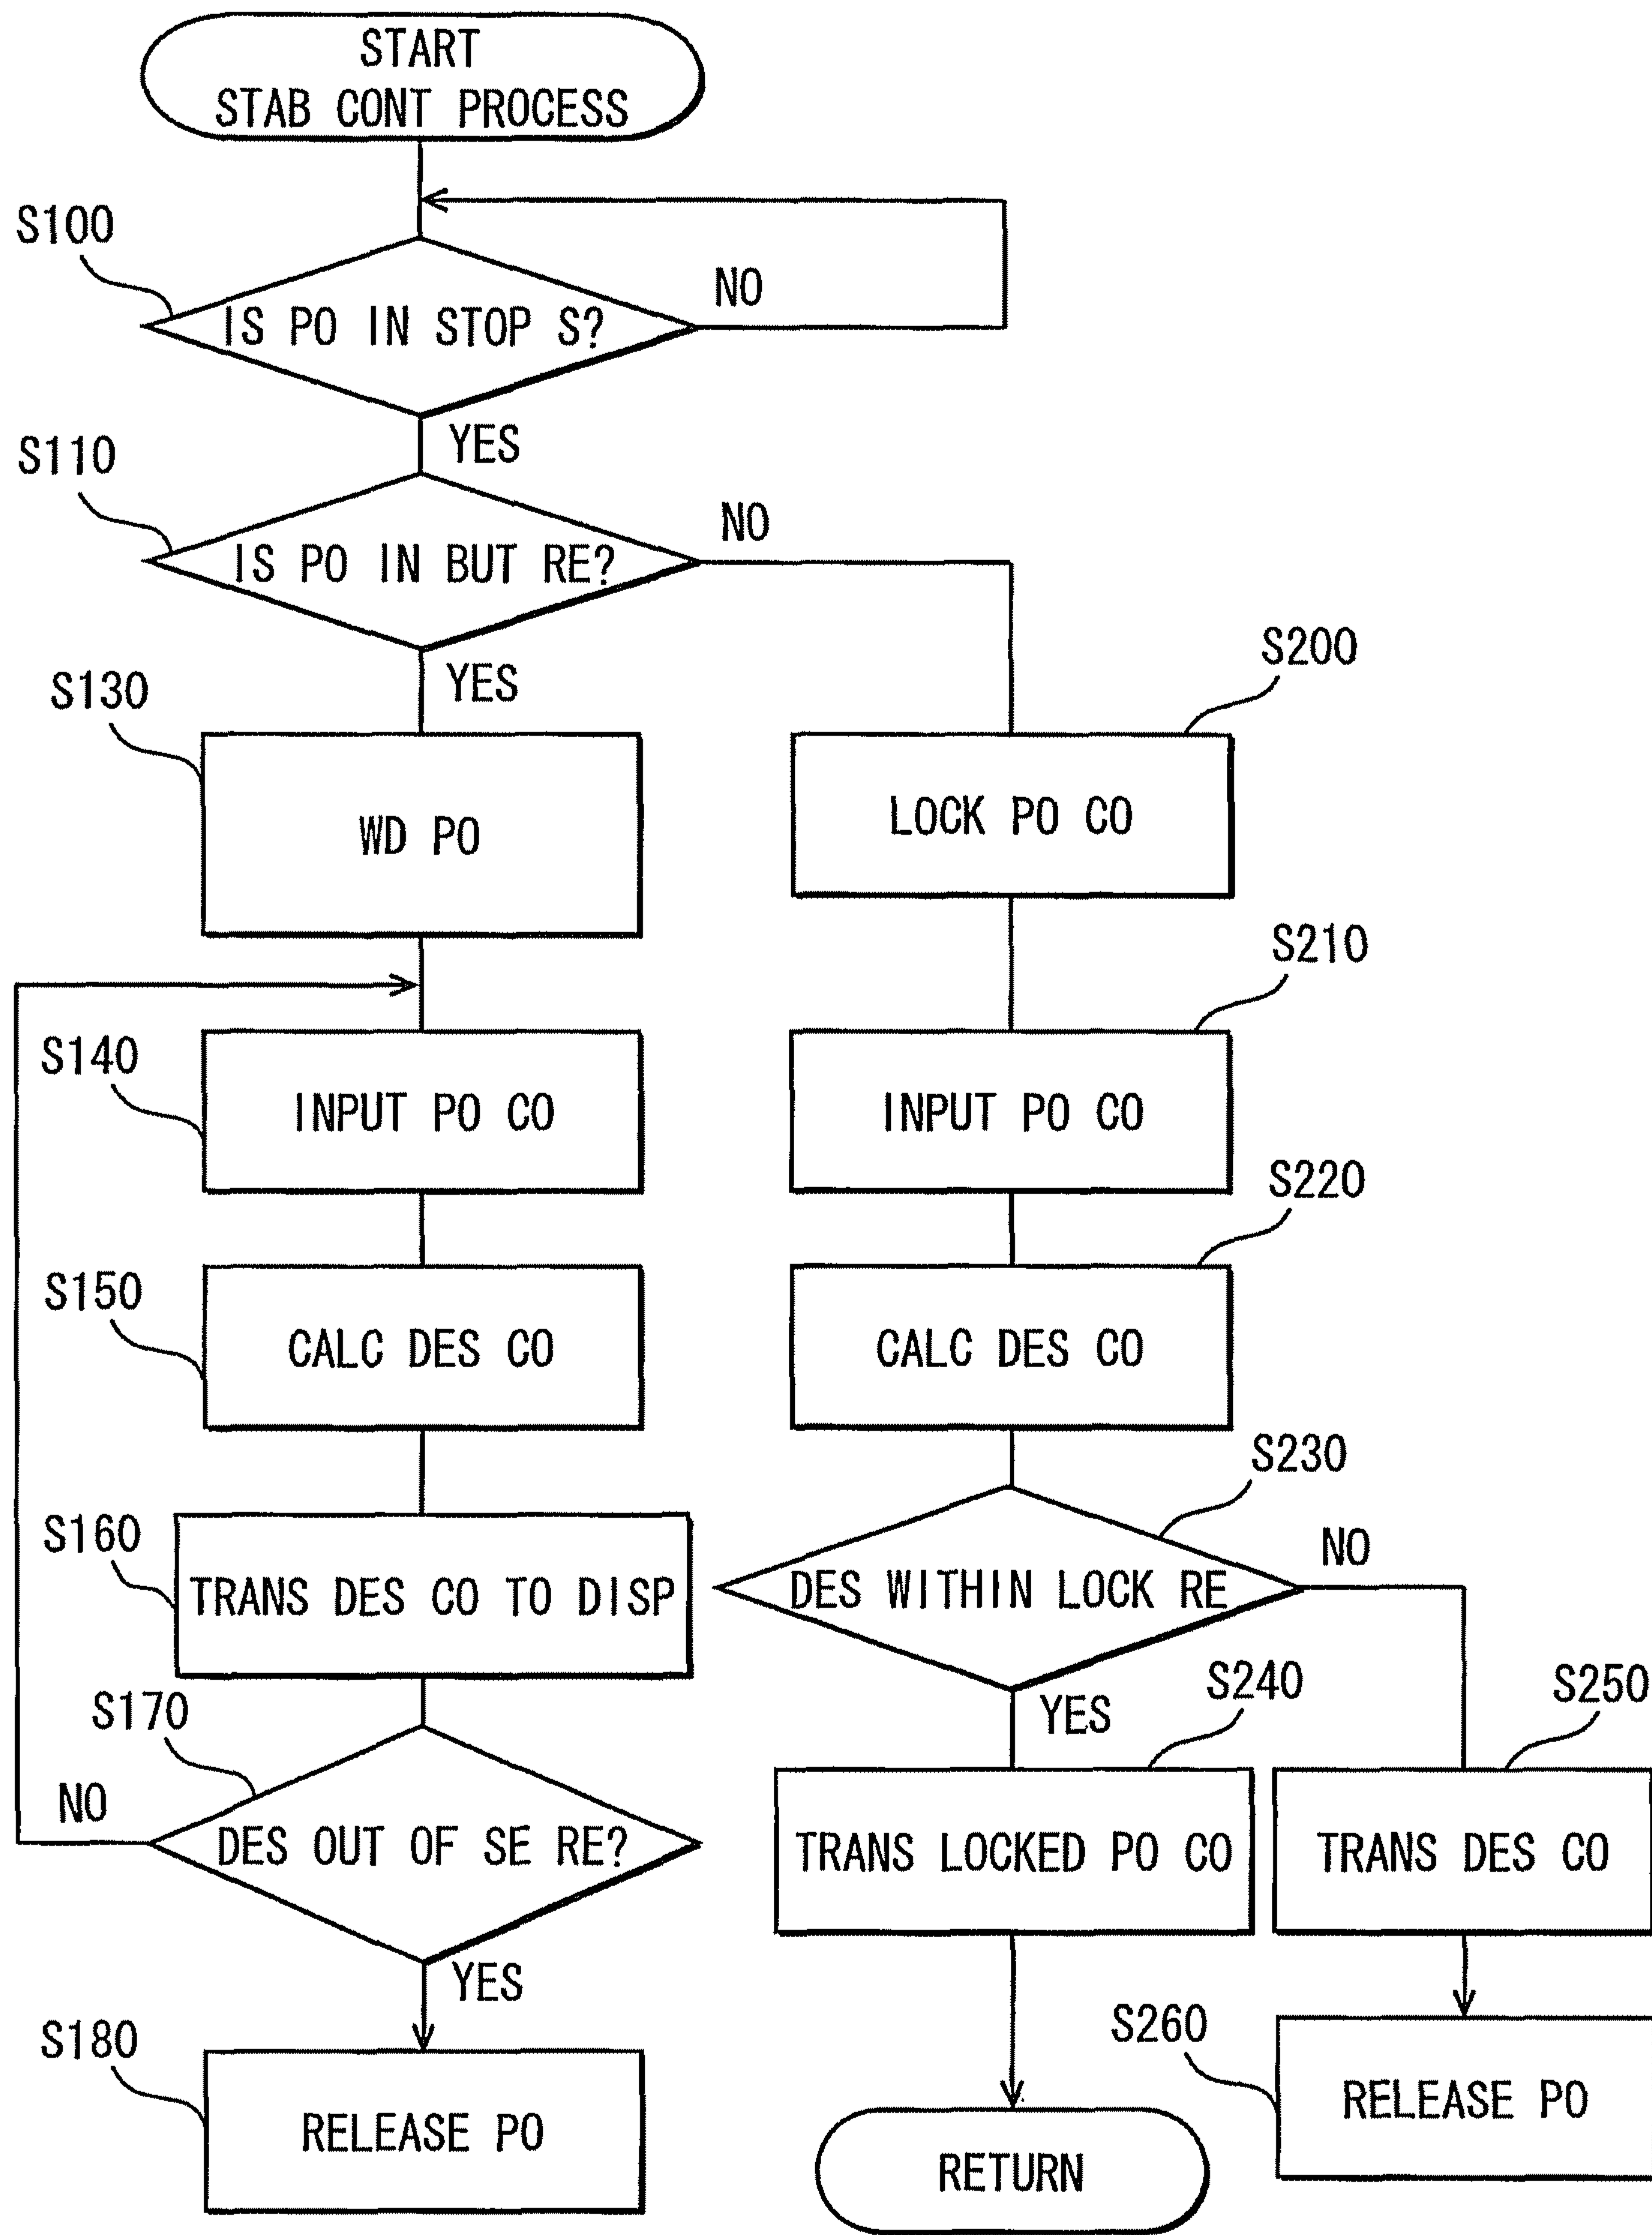 START
STAB CONT PROCESS
S100
IS PO IN STOP S?
NO
YES
S110
IS PO IN BUT RE?
NO
YES
S130
WD PO
S200
LOCK PO CO
S140
INPUT PO CO
S210
INPUT PO CO
S150
CALC DES CO
S220
CALC DES CO
S160
TRANS DES CO TO DISP
S230
DES WITHIN LOCK RE
NO
YES
S170
DES OUT OF SE RE?
NO
YES
S240
TRANS LOCKED PO CO
S250
TRANS DES CO
S180
RELEASE PO
RETURN
S260
RELEASE PO